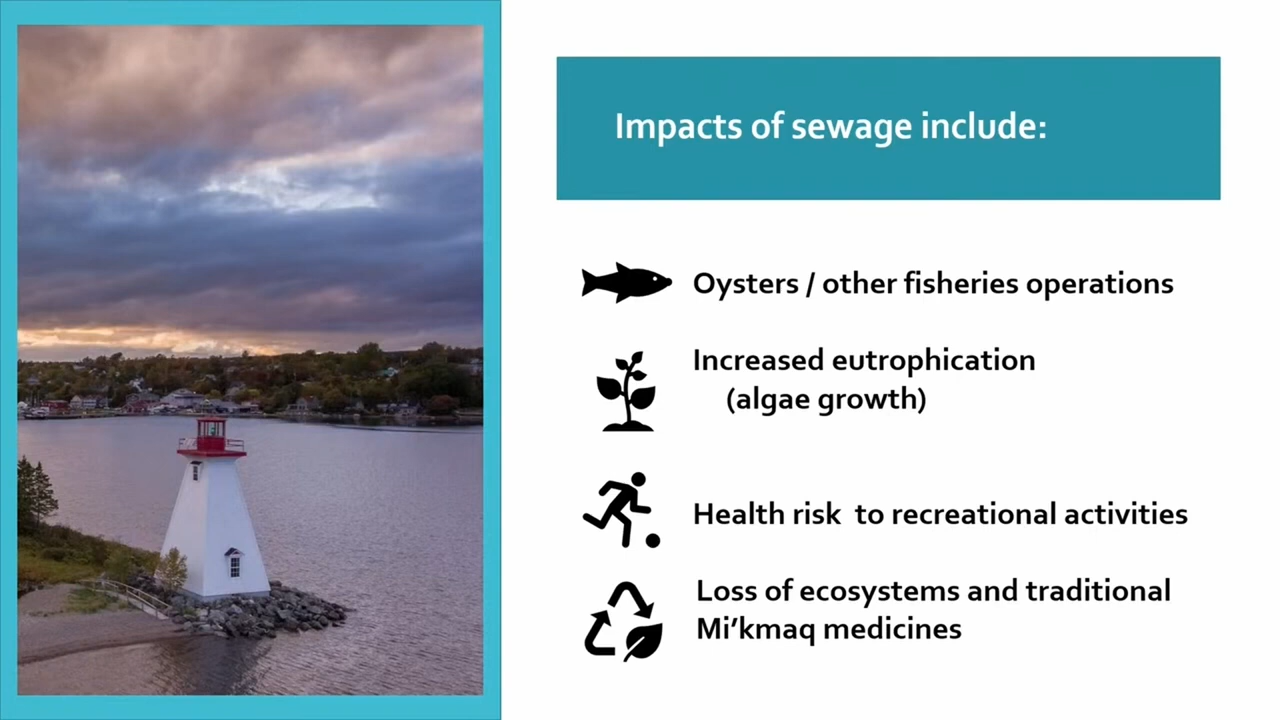 Impacts of sewage include:
Oysters / other fisheries operations
Increased eutrophication
(algae growth)
Health risk  to recreational activities
Loss of ecosystems and traditional
Mi’kmaq medicines